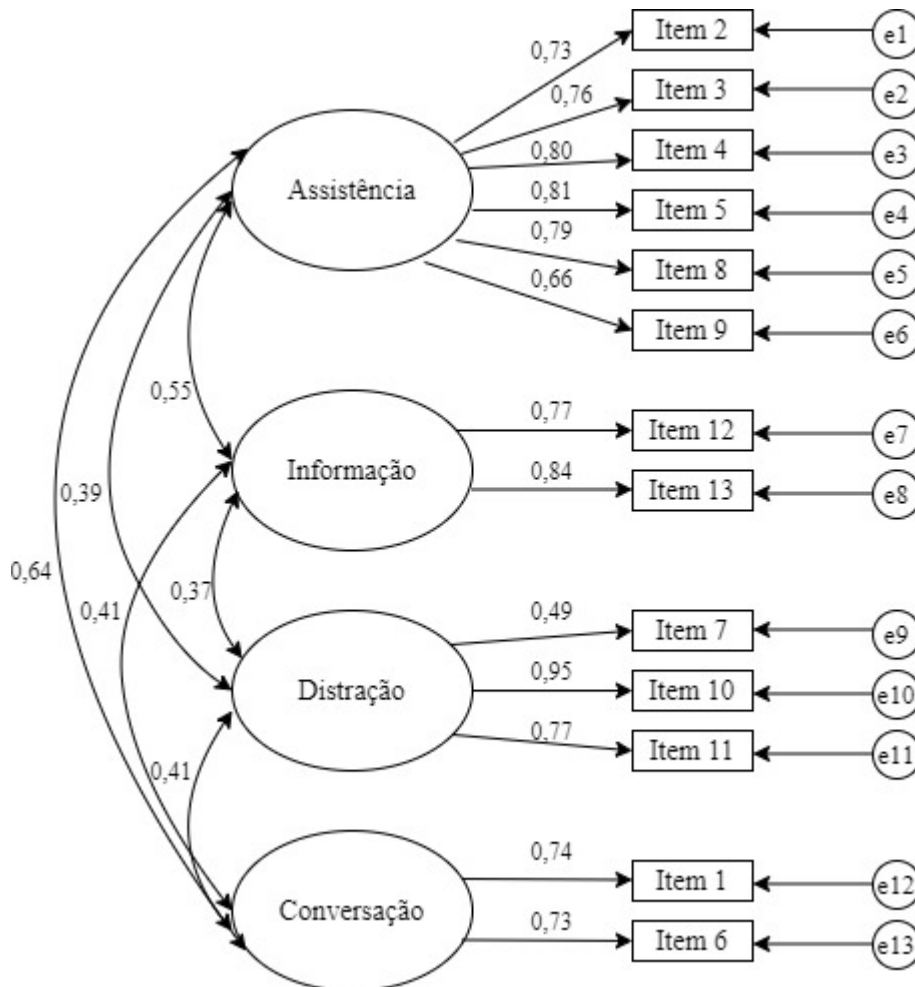 Item 2
e1
0,73
Item 3
e2
0,76
Item 4
e3
0,80
Assistência
Item 5
e4
0,81
Item 8
e5
0,79
Item 9
e6
0,66
0,55
Item 12
e7
0,77
Informação
Item 13
e8
0,84
0,39
0,64
0,41
0,37
Item 7
e9
0,49
Distração
Item 10
e10
0,95
Item 11
e11
0,77
0,41
Item 1
e12
0,74
Conversação
Item 6
e13
0,73